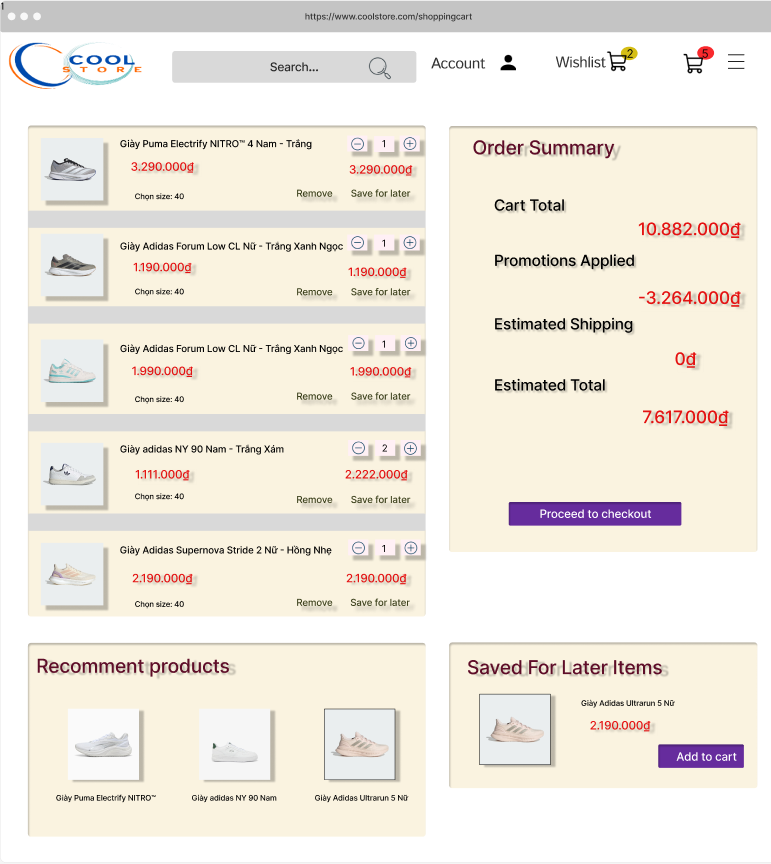 1
https://www.coolstore.com/shoppingcart
COOL
STORE
Search...
Account
Wishlist
2
5
Giày Puma Electrify NITRO™ 4 Nam - Trắng
1
3.290.000₫
3.290.000₫
Chọn size: 40
Remove
Save for later
Giày Adidas Forum Low CL Nữ - Trắng Xanh Ngọc
1
1.190.000₫
1.190.000₫
Chọn size: 40
Remove
Save for later
Giày Adidas Forum Low CL Nữ - Trắng Xanh Ngọc
1
1.990.000₫
1.990.000₫
Chọn size: 40
Remove
Save for later
Giày adidas NY 90 Nam - Trắng Xám
2
1.111.000₫
2.222.000₫
Chọn size: 40
Remove
Save for later
Giày Adidas Supernova Stride 2 Nữ - Hồng Nhẹ
1
2.190.000₫
2.190.000₫
Chọn size: 40
Remove
Save for later
Order Summary
Cart Total
10.882.000₫
Promotions Applied
-3.264.000₫
Estimated Shipping
0₫
Estimated Total
7.617.000₫
Proceed to checkout
Recomment products
Giày Puma Electrify NITRO™
Giày adidas NY 90 Nam
Giày Adidas Ultrarun 5 Nữ
Saved For Later Items
Giày Adidas Ultrarun 5 Nữ
2.190.000₫
Add to cart